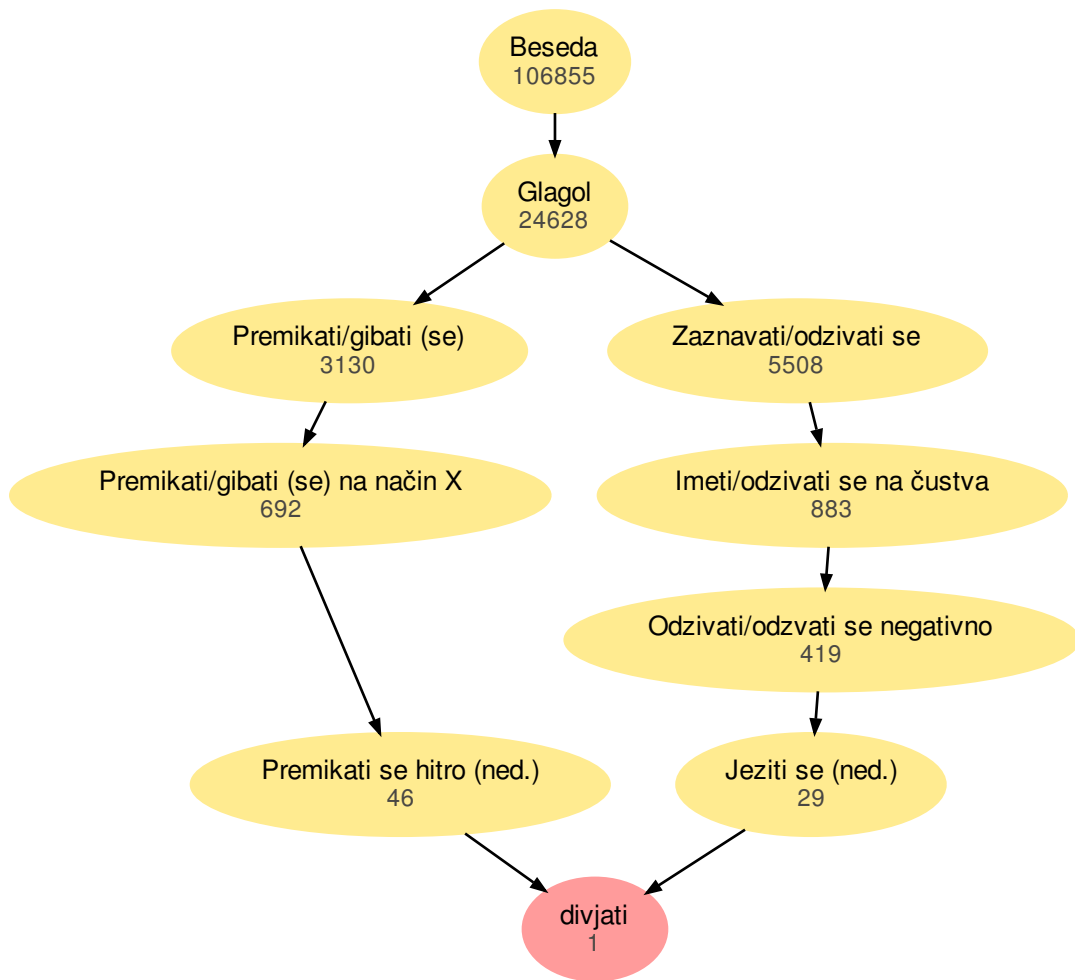 Beseda
106855
Glagol
24628
Premikati/gibati (se)
3130
Zaznavati/odzivati se
5508
Premikati/gibati (se) na način X
692
Imeti/odzivati se na čustva
883
Odzivati/odzvati se negativno
419
Premikati se hitro (ned.)
46
Jeziti se (ned.)
29
divjati
1